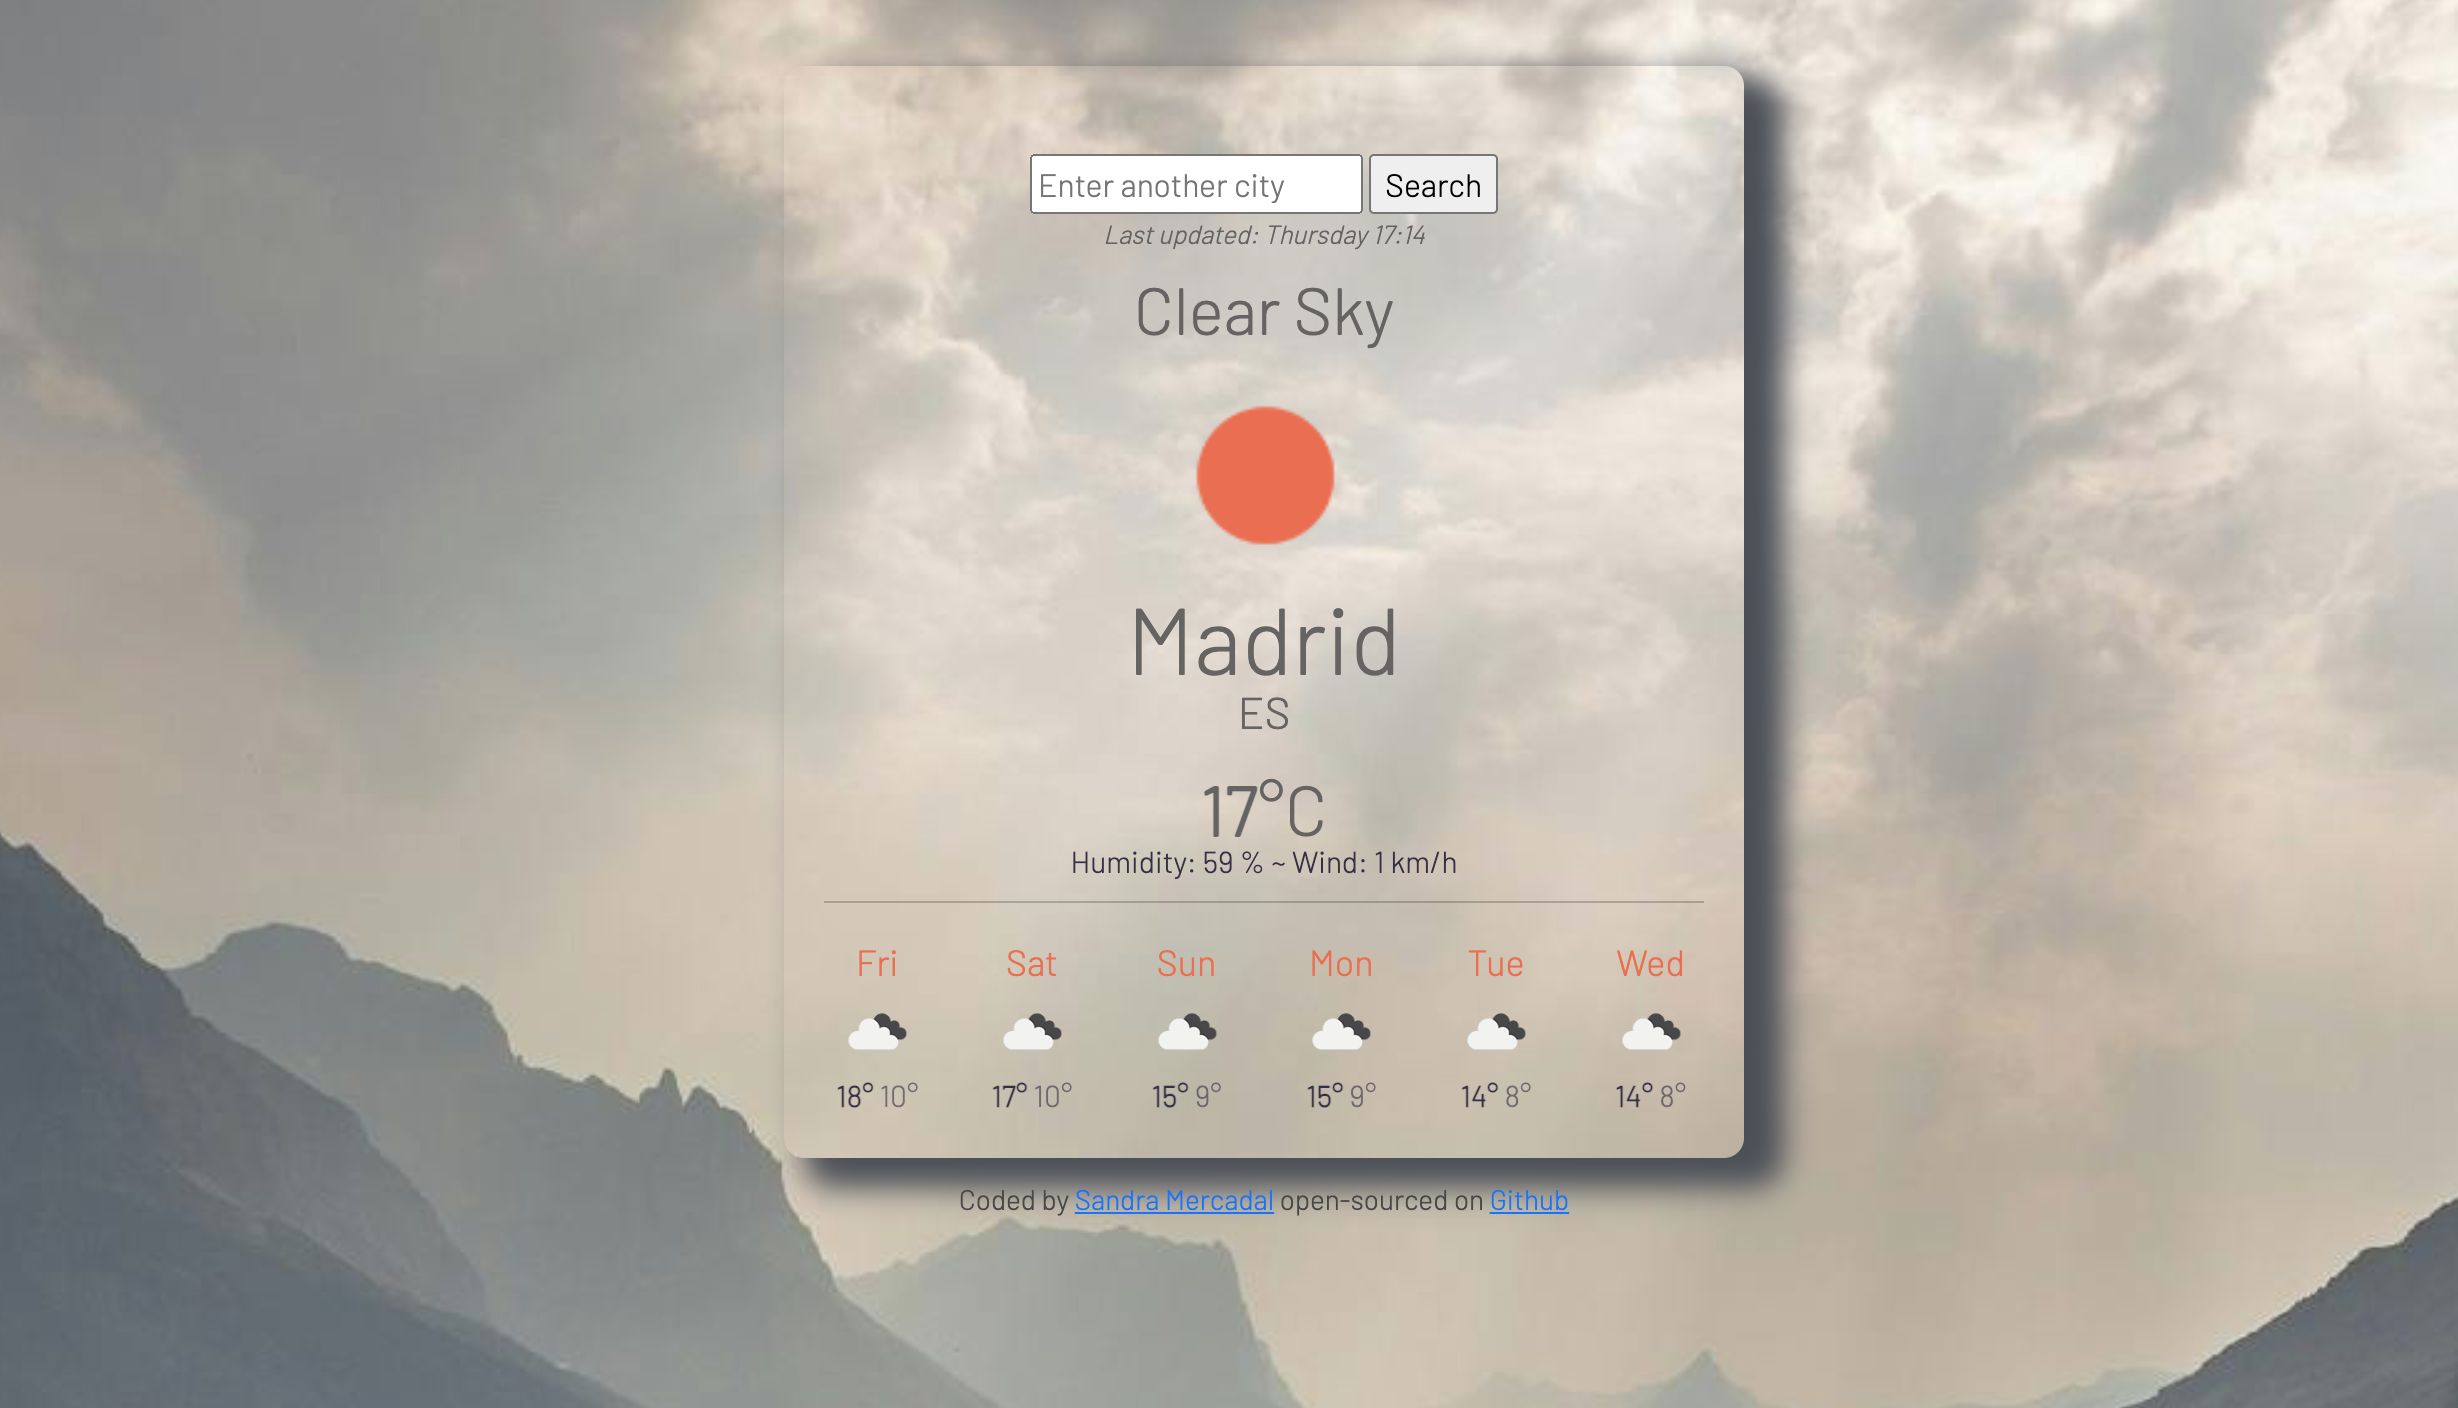 Enter another city Search
Last updated: Thursday 17:14
Clear Sky
Madrid
ES
17°C
Humidity: 59 % ~ Wind: 1 km/h
Fri Sat Sun Mon Tue Wed
18° 10° 17° 10° 15° 9° 15° 9° 14° 8° 14° 8°
Coded by Sandra Mercadal open-sourced on Github